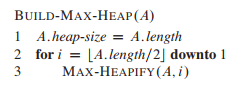 BUILD-MAX-HEAP(A)
1 A.heap-size = A.length
2 for i = ⌊A.length/2⌋ downto 1
3 MAX-HEAPIFY(A, i)